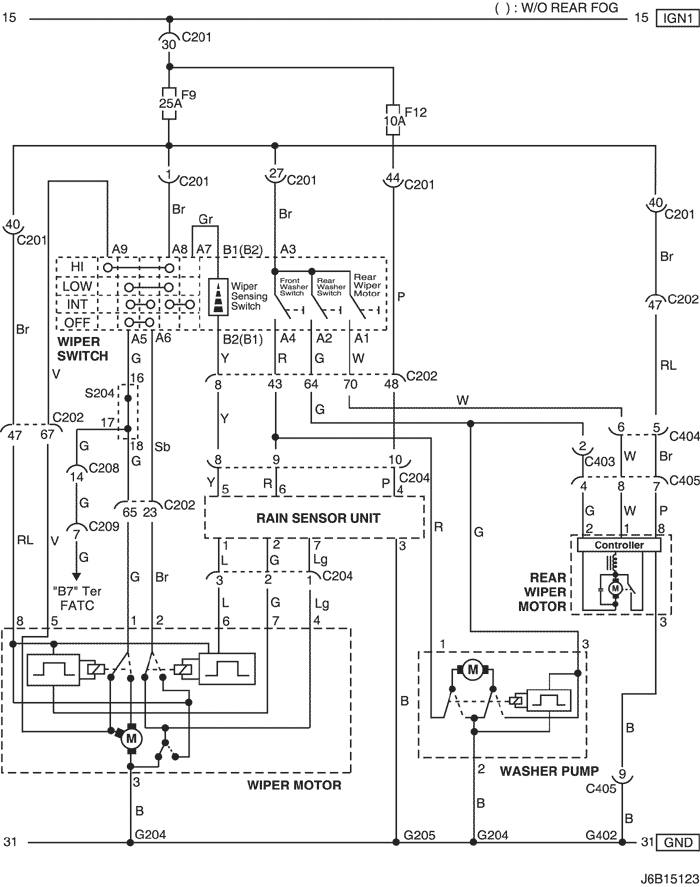 ( ) : W/O REAR FOG
15 15 IGN1
30 C201
F9
25A
F12
10A
1 C201 27 C201 44 C201
40 C201 40 C201
Br Gr Br Br
A9 A8 A7 B1(B2) A3
HI
LOW
INT
OFF
Wiper
Sensing
Switch
Front
Washer
Switch
Rear
Washer
Switch
Rear
Wiper
Motor
P
47 C202
WIPER
SWITCH
A5 A6 B2(B1) A4 A2 A1
Br V G Y R G W RL
16
S204
8 43 64 70 48 C202
W
17
18
G Sb Y G
47 67 C202
6 5 C404
2 C403
W Br
G G
14 C208
8 9 10 C204
Y R P
5 6 4
4 8 7 C405
G W P
2 1 8
RAIN SENSOR UNIT
65 23 C202
G
7 C209
R G
Controller
M
REAR
WIPER
MOTOR
RL V G
1 2 7 3
L G Lg
3 2 1 C204
"B7" Ter
FATC
G Br L G Lg
3
8 5 1 2 6 7 4
1 3
M
M
B
B
WASHER PUMP
2
WIPER MOTOR
3
9
C405
B B B
31 G204 G205 G204 G402 31 GND
J6B15123